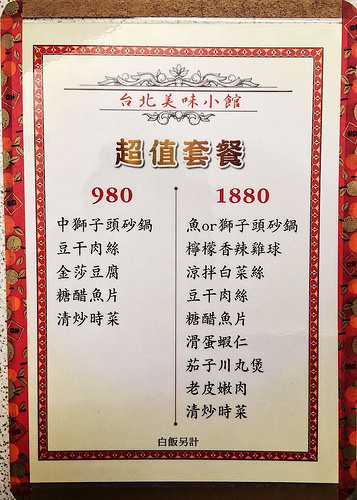 台北美味小館
超值套餐
980
中獅子頭砂鍋
豆干肉絲
金莎豆腐
糖醋魚片
清炒時菜
1880
魚or獅子頭砂鍋
檸檬香辣雞球
涼拌白菜絲
豆干肉絲
糖醋魚片
滑蛋蝦仁
茄子川丸煲
老皮嫩肉
清炒時菜
白飯另計